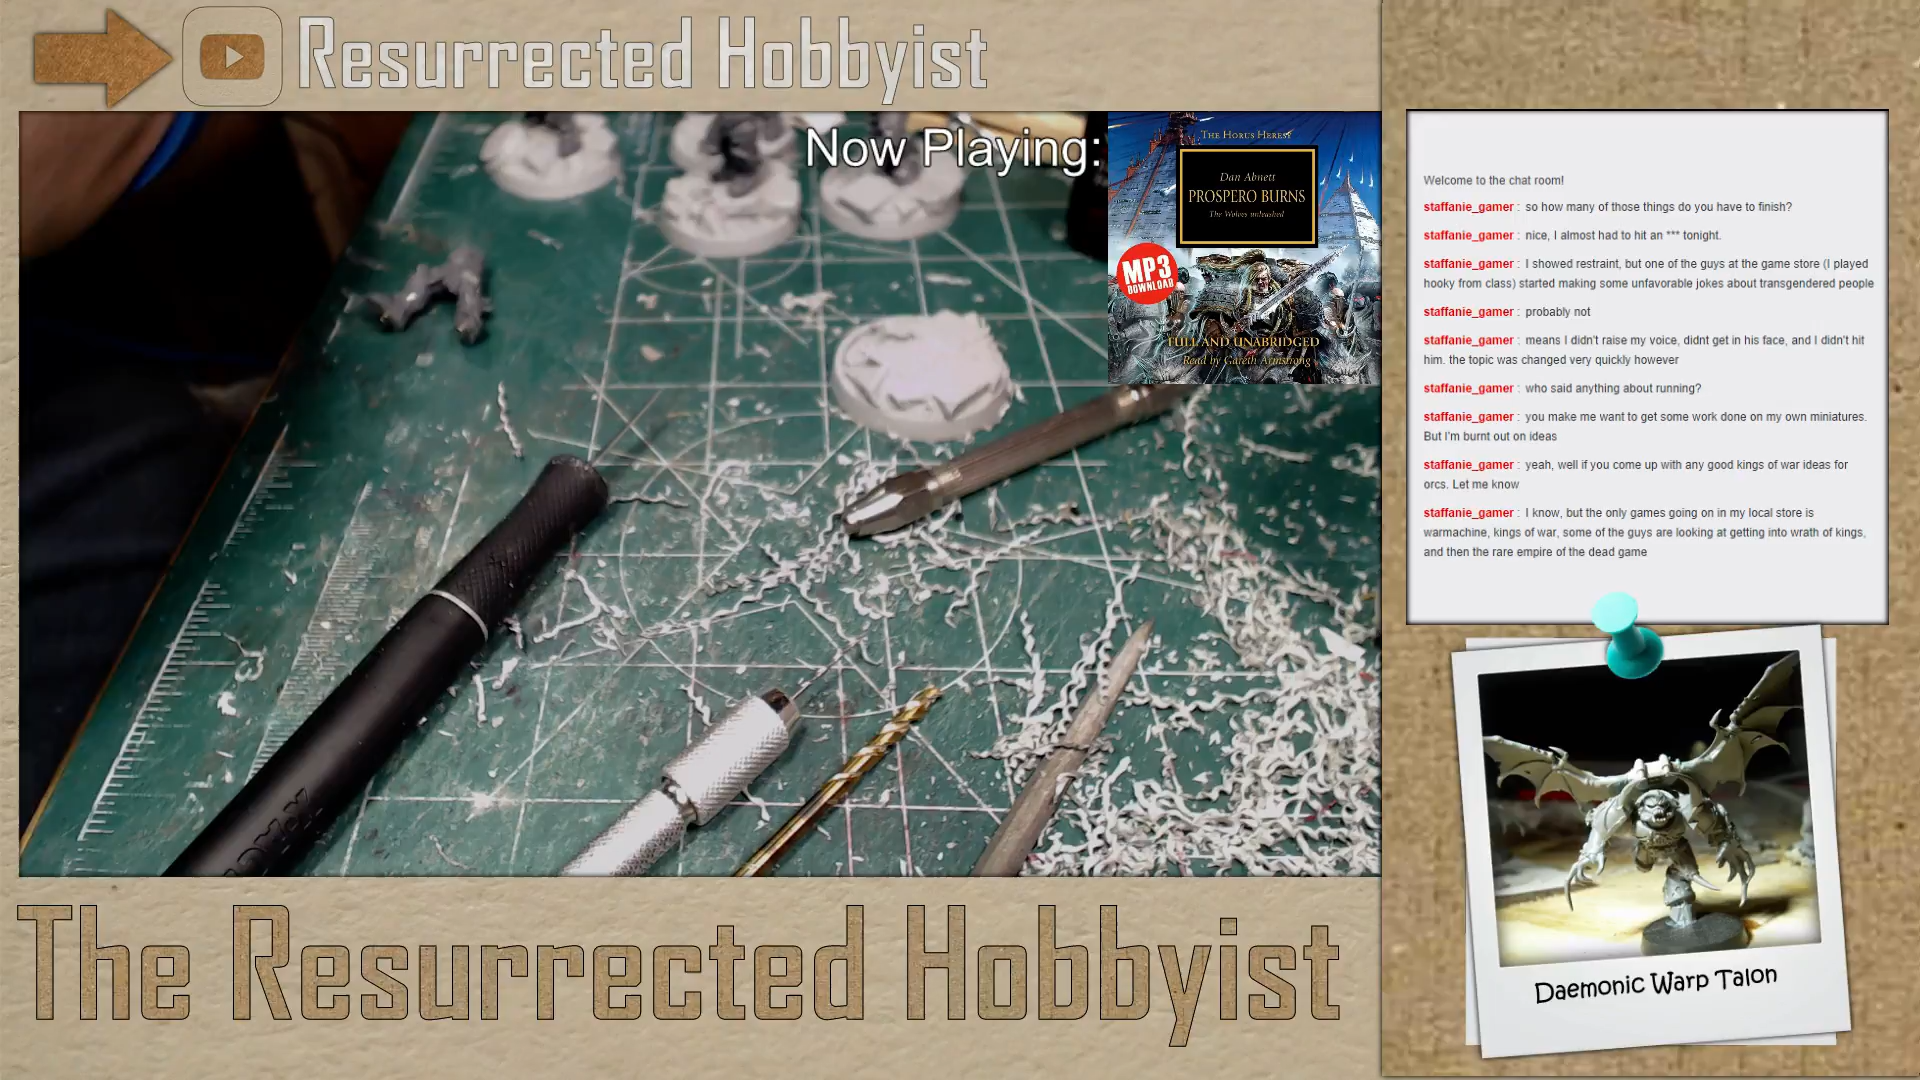 Resurrected Hobbyist
Now Playing:
THE HORUS HERESY
Dan Abnett
PROSPERO BURNS
The Wolves unleashed
MP3
DOWNLOAD
FULL AND UNABRIDGED
Read by Gareth Armstrong
Welcome to the chat room!
staffanie_gamer : so how many of those things do you have to finish?
staffanie_gamer : nice, I almost had to hit an *** tonight.
staffanie_gamer : I showed restraint, but one of the guys at the game store (I played
hooky from class) started making some unfavorable jokes about transgendered people
staffanie_gamer : probably not
staffanie_gamer : means I didn't raise my voice, didnt get in his face, and I didn't hit
him. the topic was changed very quickly however
staffanie_gamer : who said anything about running?
staffanie_gamer : you make me want to get some work done on my own miniatures.
But I'm burnt out on ideas
staffanie_gamer : yeah, well if you come up with any good kings of war ideas for
orcs. Let me know
staffanie_gamer : I know, but the only games going on in my local store is
warmachine, kings of war, some of the guys are looking at getting into wrath of kings,
and then the rare empire of the dead game
Daemonic Warp Talon
The Resurrected Hobbyist